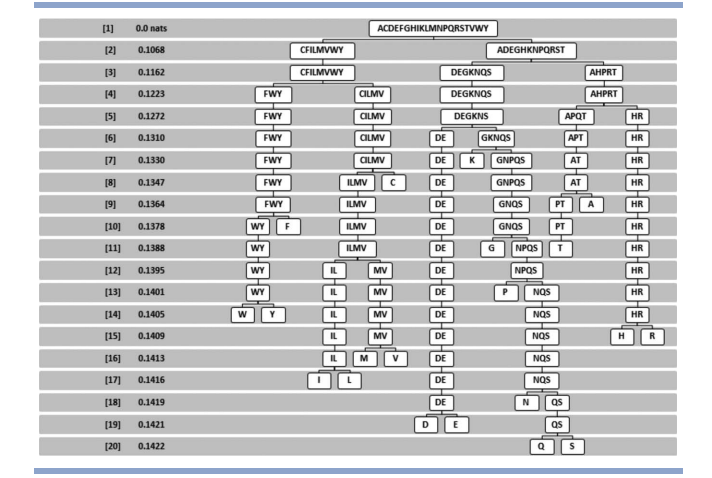 [1] 0.0 nats ACDEFGHIKLMNPQRSTVWY
[2] 0.1068 CFILMVWY ADEGHKNPQRST
[3] 0.1162 CFILMVWY DEGKNQS AHPRT
[4] 0.1223 FWY CILMV DEGKNQS AHPRT
[5] 0.1272 FWY CILMV DEGKNS APQT HR
[6] 0.1310 FWY CILMV DE GKNQS APT HR
[7] 0.1330 FWY CILMV DE K GNPQS AT HR
[8] 0.1347 FWY ILMV C DE GNPQS AT HR
[9] 0.1364 FWY ILMV DE GNQS PT A HR
[10] 0.1378 WY F ILMV DE GNQS PT HR
[11] 0.1388 WY ILMV DE G NPQS T HR
[12] 0.1395 WY IL MV DE NPQS HR
[13] 0.1401 WY IL MV DE P NQS HR
[14] 0.1405 W Y IL MV DE NQS HR
[15] 0.1409 IL MV DE NQS H R
[16] 0.1413 IL M V DE NQS
[17] 0.1416 I L DE NQS
[18] 0.1419 DE N QS
[19] 0.1421 D E QS
[20] 0.1422 Q S